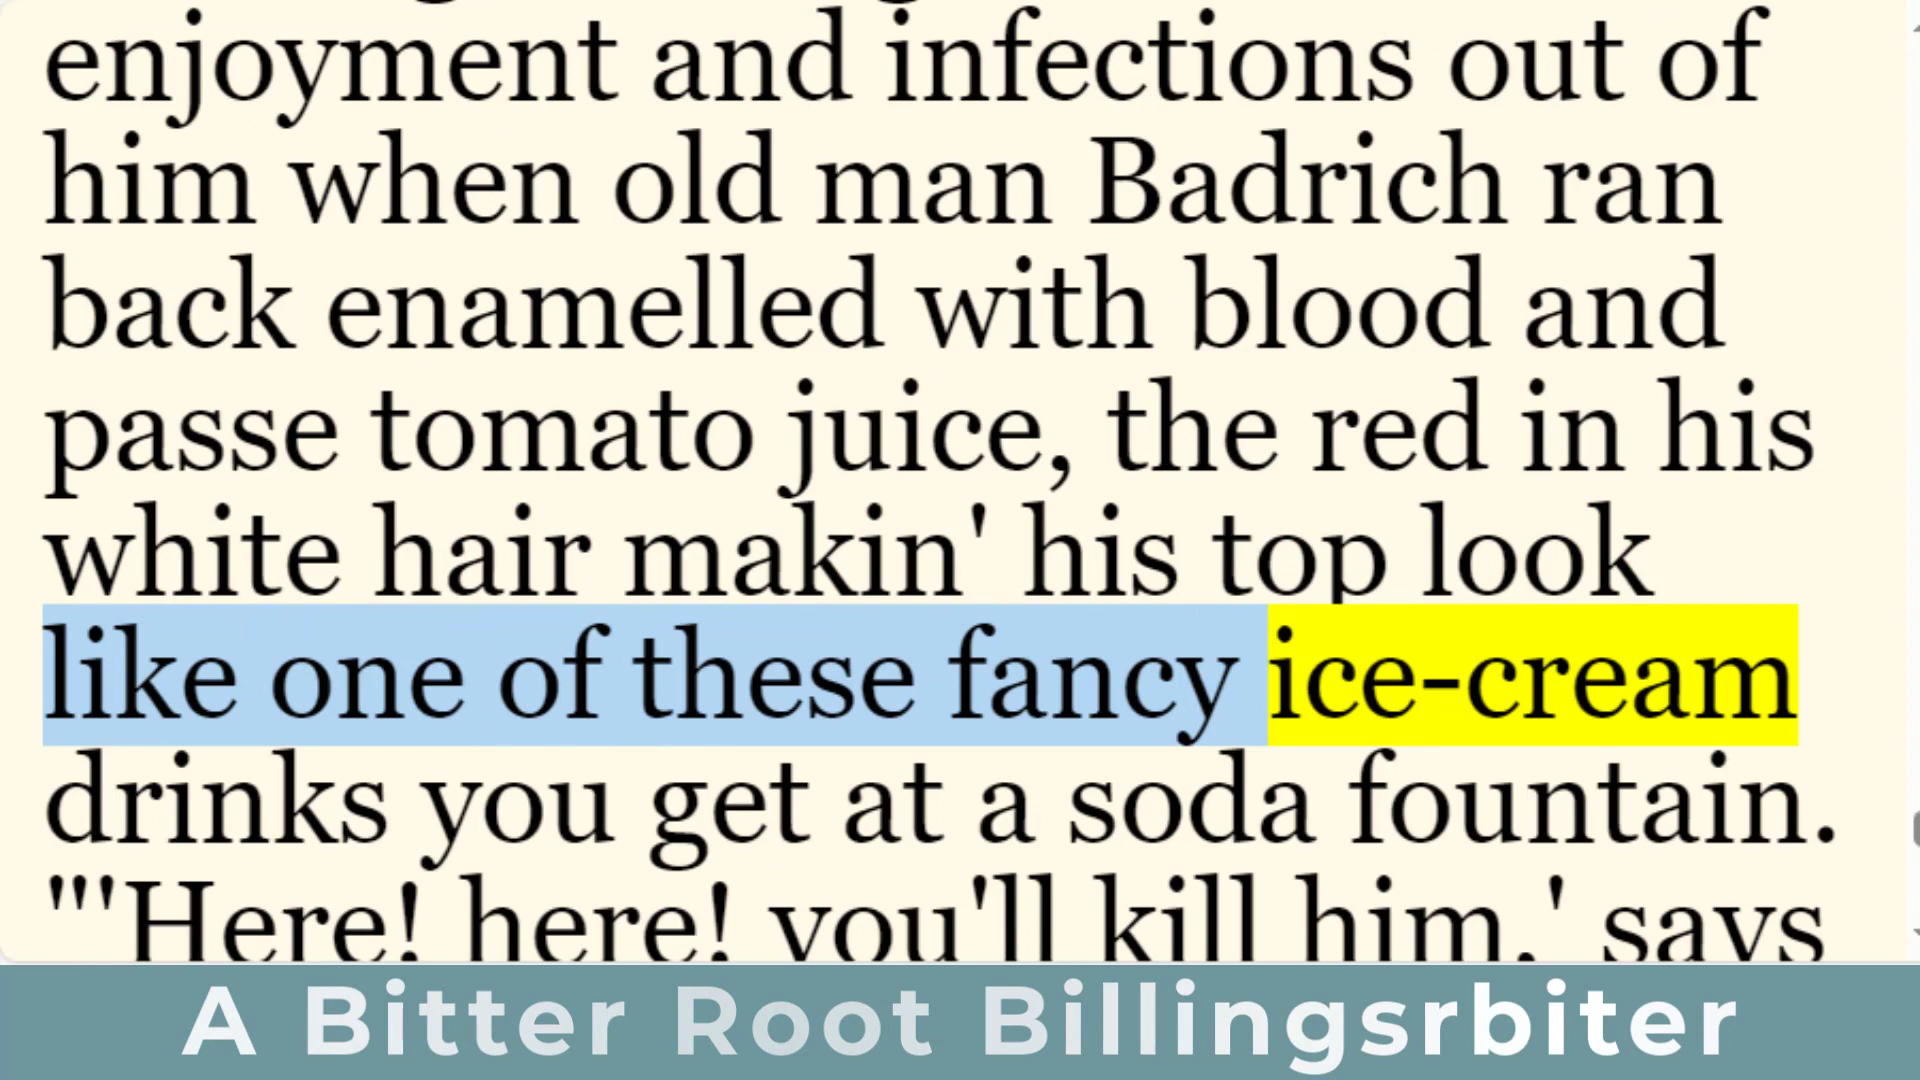 enjoyment and infections out of
him when old man Badrich ran
back enamelled with blood and
passe tomato juice, the red in his
white hair makin' his top look
like one of these fancy ice-cream
drinks you get at a soda fountain.
"'Here! here! you'll kill him,' says
A Bitter Root Billingsrbiter